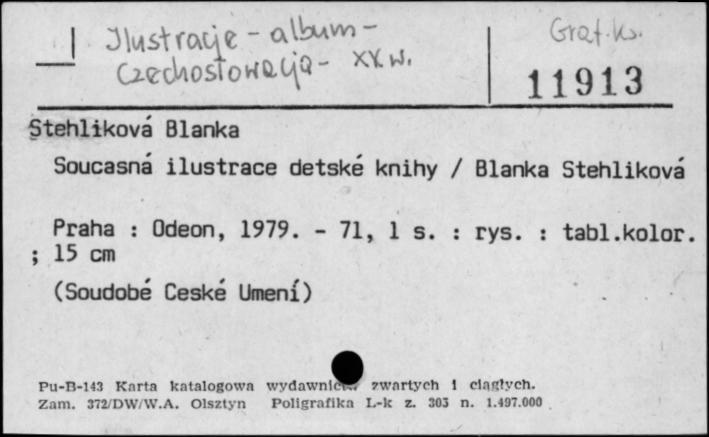 Ilustracje - album -
Czechosłowacja - XX w.
Graf. ks.
11913
Stehliková Blanka
Soucasná ilustrace detské knihy / Blanka Stehliková
Praha : Odeon, 1979. - 71, 1 s. : rys. : tabl.kolor.
; 15 cm
(Soudobé Ceské Umení)
Pu-B-143 Karta katalogowa zwartych i ciągłych.
Zam. 372/DW/W.A. Olsztyn Poligrafika L-k z. 303 n. 1.497.000